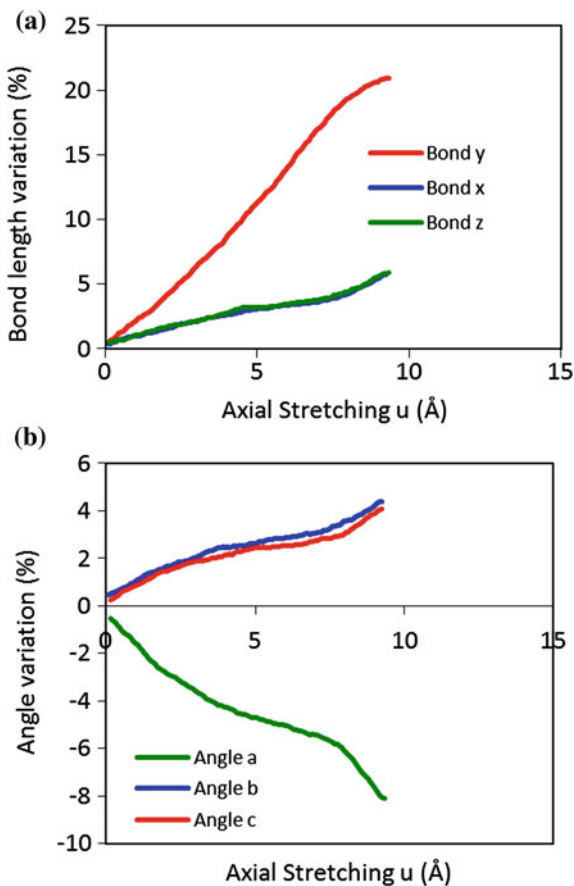 (a)
Bond length variation (%)
25
20
15
10
5
0
Bond y
Bond x
Bond z
0 5 10 15
Axial Stretching u (Å)
(b)
Angle variation (%)
6
4
2
0
-2
-4
-6
-8
-10
0 5 10 15
Angle a
Angle b
Angle c
Axial Stretching u (Å)